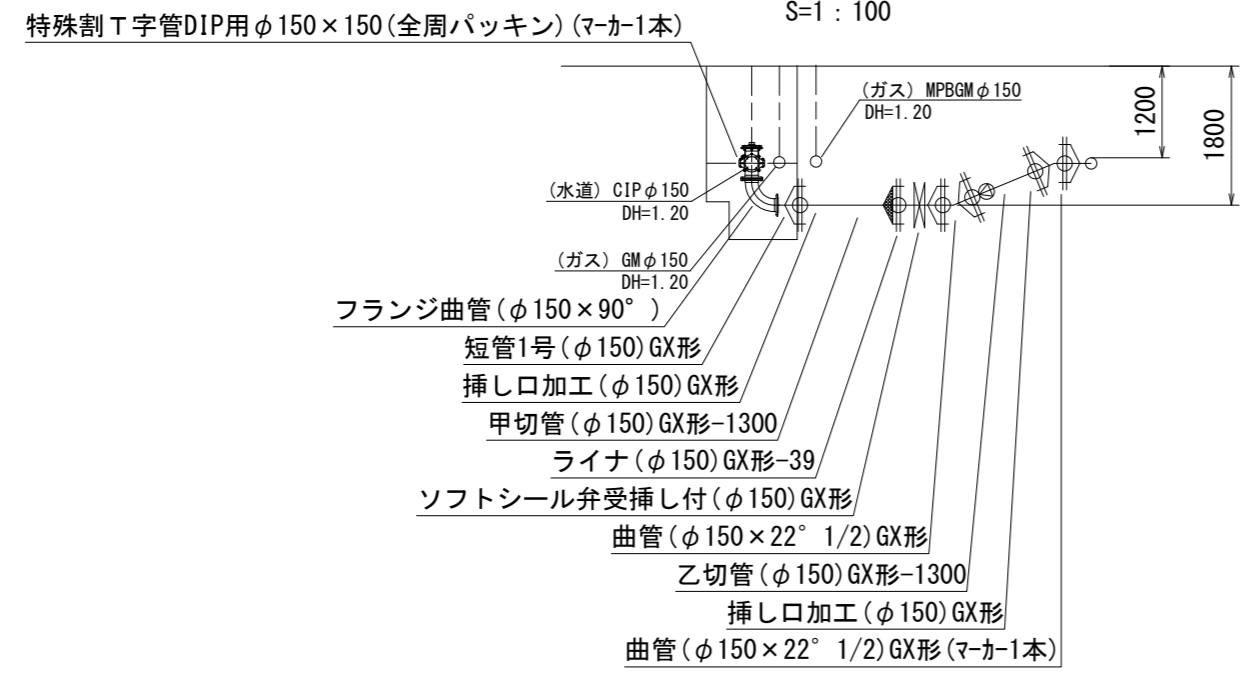 S=1：100
特殊割Ｔ字管DIP用φ150×150(全周パッキン)(ﾏｰｶｰ1本)
(ガス) MPBGMφ150
DH=1.20
1200
1800
(水道) CIPφ150
DH=1.20
(ガス) GMφ150
DH=1.20
フランジ曲管(φ150×90°)
短管1号(φ150)GX形
挿し口加工(φ150)GX形
甲切管(φ150)GX形-1300
ライナ(φ150)GX形-39
ソフトシール弁受挿し付(φ150)GX形
曲管(φ150×22°1/2)GX形
乙切管(φ150)GX形-1300
挿し口加工(φ150)GX形
曲管(φ150×22°1/2)GX形(ﾏｰｶｰ1本)